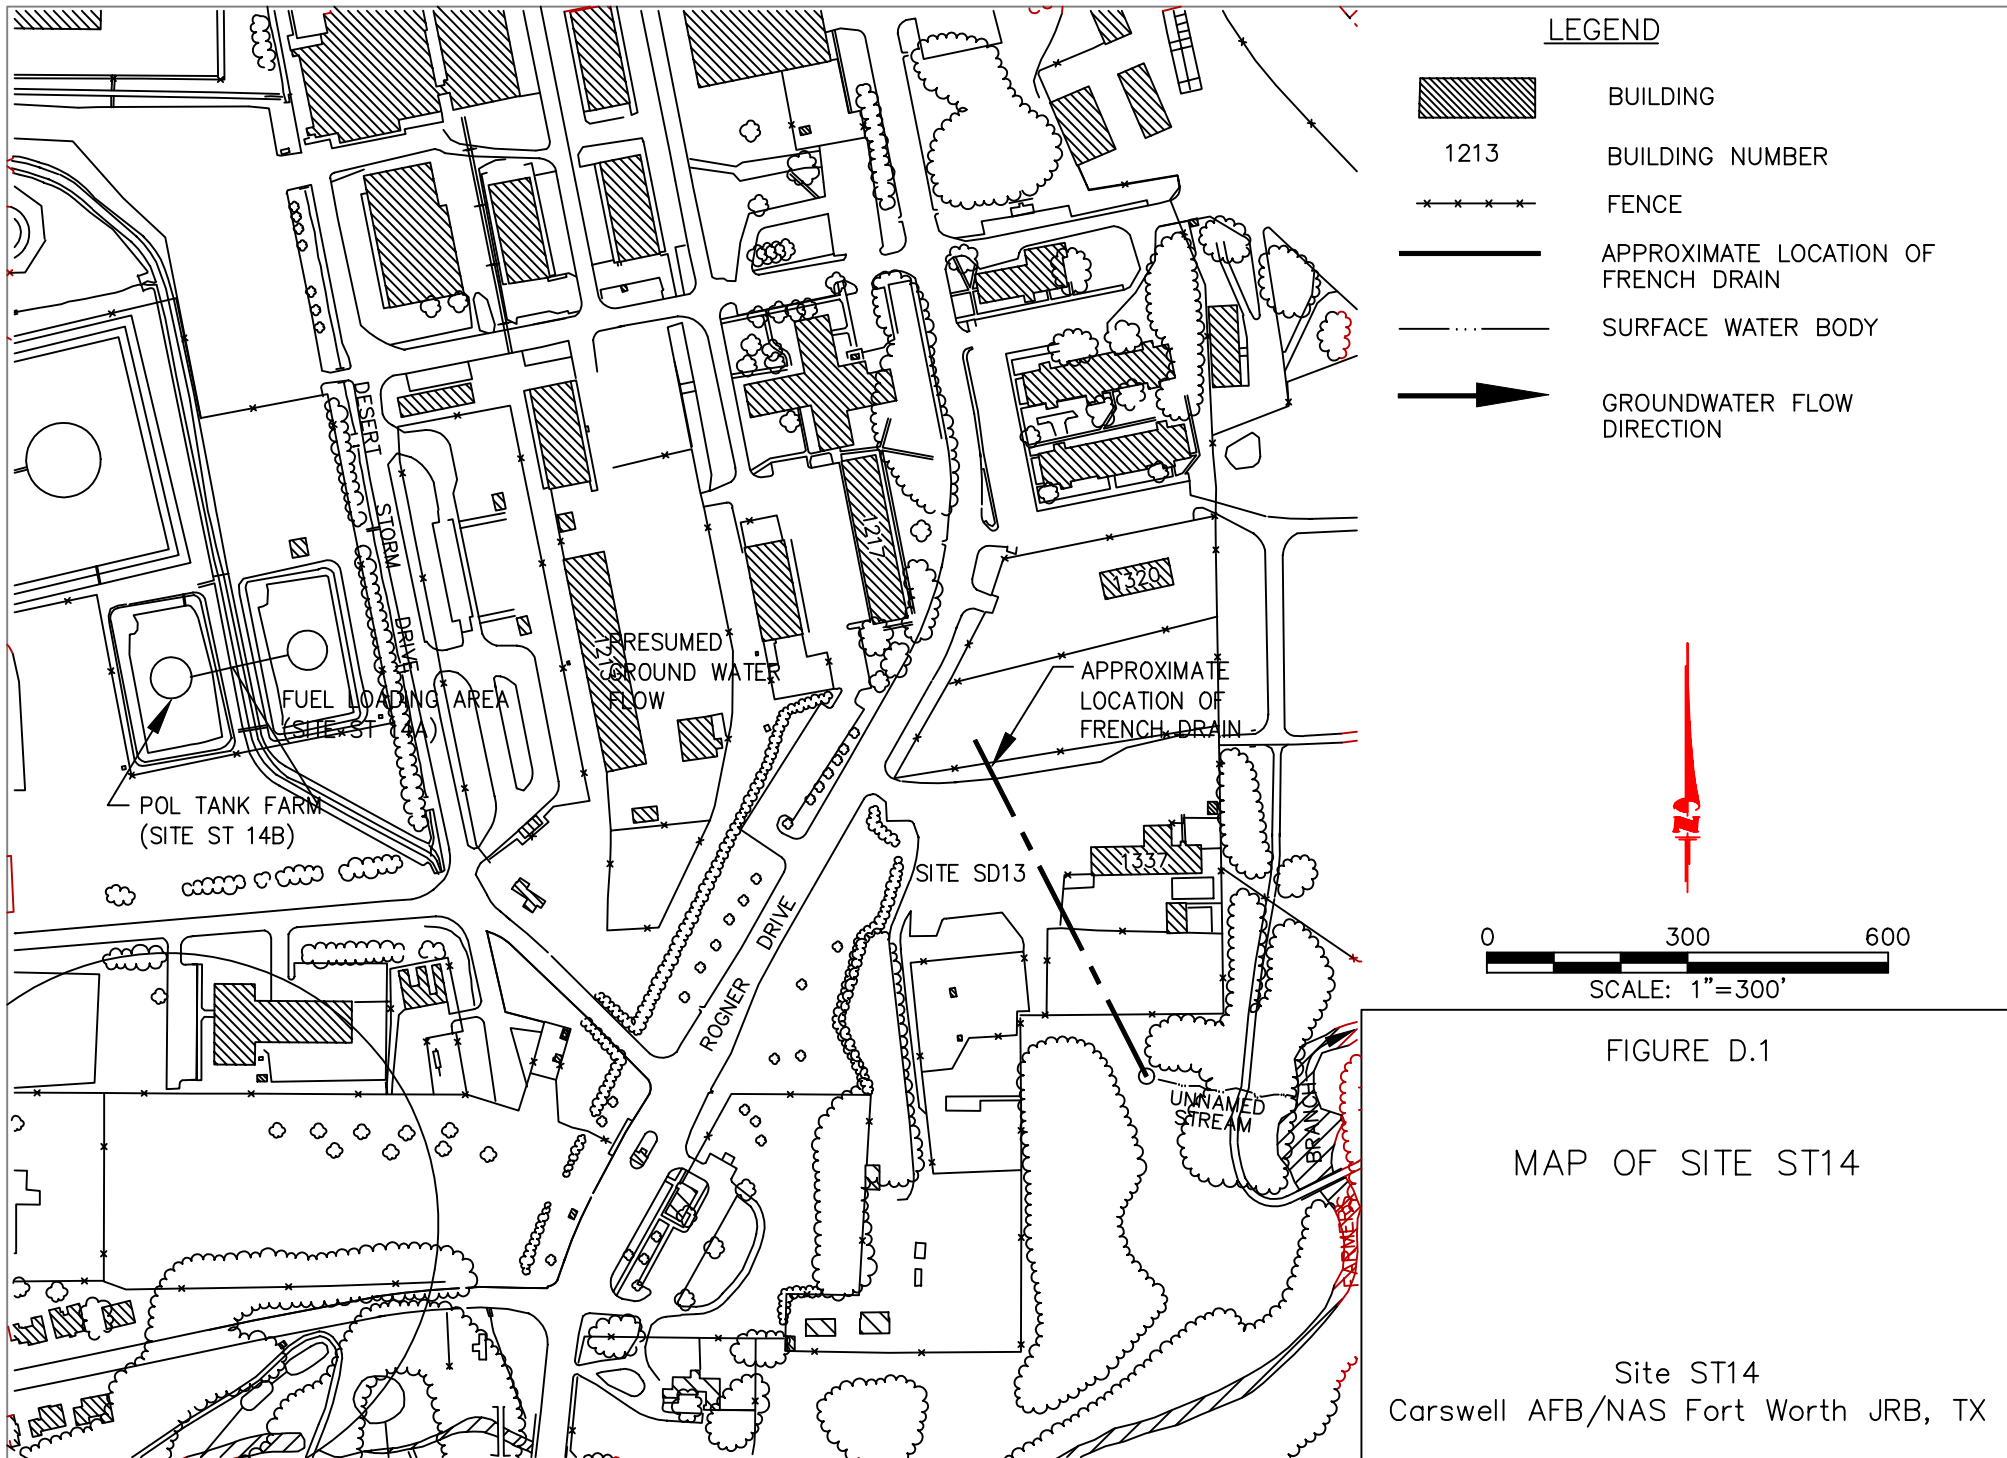 LEGEND
BUILDING
1213
BUILDING NUMBER
FENCE
APPROXIMATE LOCATION OF
FRENCH DRAIN
SURFACE WATER BODY
GROUNDWATER FLOW
DIRECTION
DESERT STORM DRIVE
1217
1320
1213
PRESUMED
GROUND WATER
FLOW
APPROXIMATE
LOCATION OF
FRENCH DRAIN
FUEL LOADING AREA
(SITE ST 14A)
POL TANK FARM
(SITE ST 14B)
SITE SD13
1337
ROGNER DRIVE
UNNAMED
STREAM
FARMERS BRANCH
N
0 300 600
SCALE: 1"=300'
FIGURE D.1
MAP OF SITE ST14
Site ST14
Carswell AFB/NAS Fort Worth JRB, TX